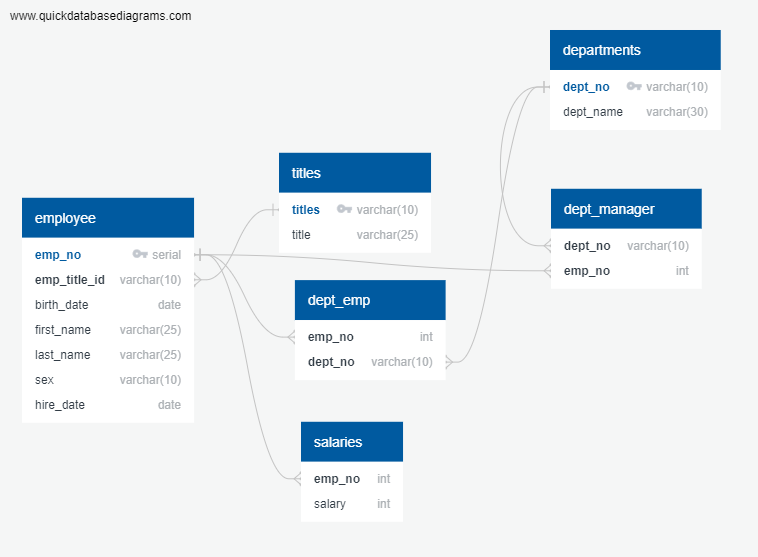 www.quickdatabasediagrams.com
employee
emp_no serial
emp_title_id varchar(10)
birth_date date
first_name varchar(25)
last_name varchar(25)
sex varchar(10)
hire_date date
titles
titles varchar(10)
title varchar(25)
dept_emp
emp_no int
dept_no varchar(10)
salaries
emp_no int
salary int
departments
dept_no varchar(10)
dept_name varchar(30)
dept_manager
dept_no varchar(10)
emp_no int